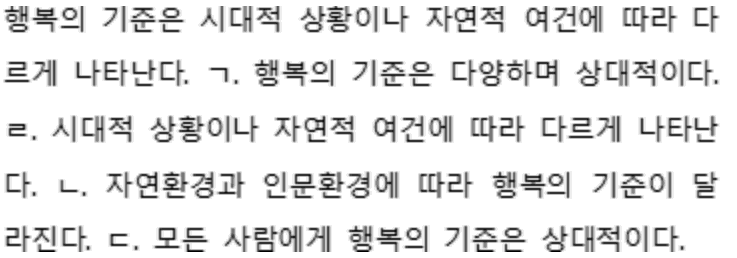 행복의 기준은 시대적 상황이나 자연적 여건에 따라 다
르게 나타난다. ㄱ. 행복의 기준은 다양하며 상대적이다.
ㄹ. 시대적 상황이나 자연적 여건에 따라 다르게 나타난
다. ㄴ. 자연환경과 인문환경에 따라 행복의 기준이 달
라진다. ㄷ. 모든 사람에게 행복의 기준은 상대적이다.